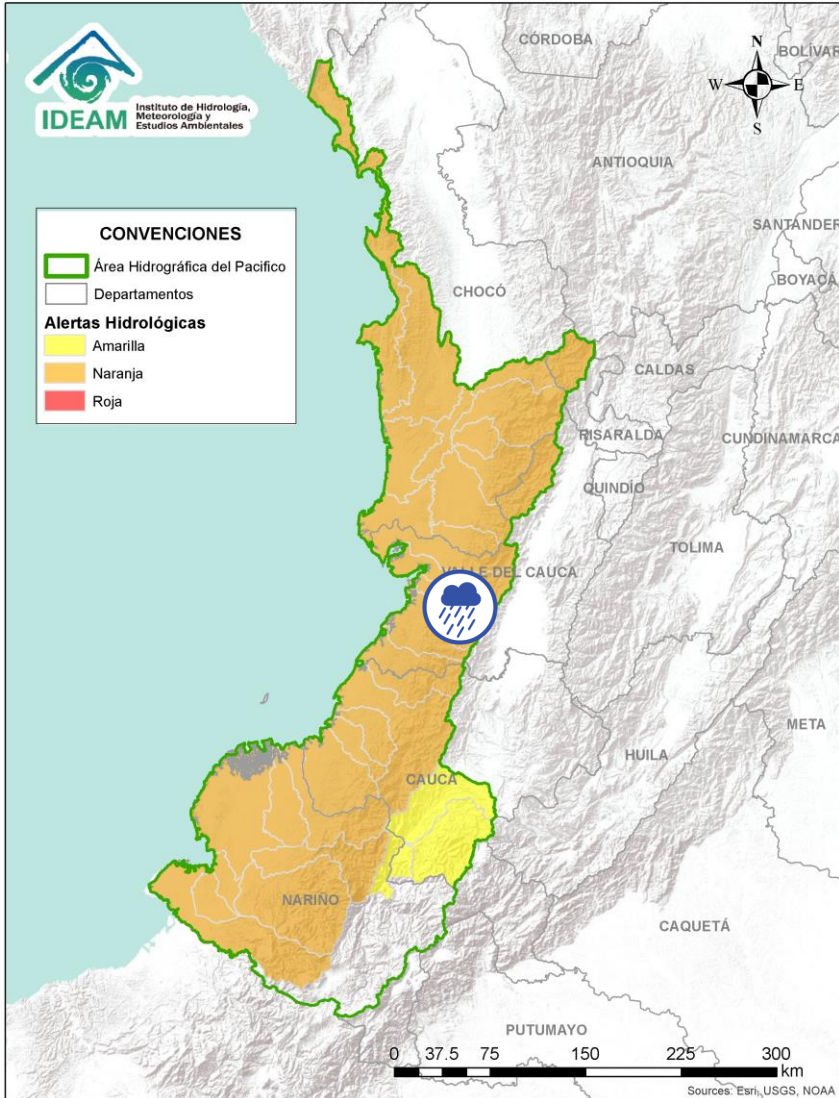 CÓRDOBA
BOLÍVAR
N
W E
S
IDEAM
Instituto de Hidrología,
Meteorología y
Estudios Ambientales
ANTIOQUIA
SANTANDER
BOYACÁ
CONVENCIONES
Área Hidrográfica del Pacifico
Departamentos
Alertas Hidrológicas
Amarilla
Naranja
Roja
CHOCÓ
CALDAS
RISARALDA
CUNDINAMARCA
QUINDÍO
TOLIMA
VALLE DEL CAUCA
META
HUILA
CAUCA
NARIÑO
CAQUETÁ
PUTUMAYO
0 37.5 75 150 225 300
km
Sources: Esri, USGS, NOAA